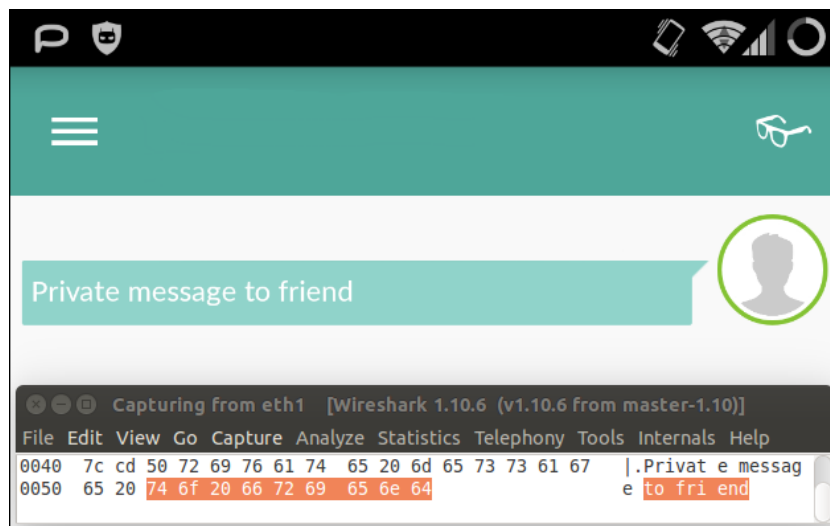 Private message to friend
Capturing from eth1 [Wireshark 1.10.6 (v1.10.6 from master-1.10)]
File Edit View Go Capture Analyze Statistics Telephony Tools Internals Help
0040 7c cd 50 72 69 76 61 74 65 20 6d 65 73 73 61 67 |.Privat e messag
0050 65 20 74 6f 20 66 72 69 65 6e 64 e to fri end